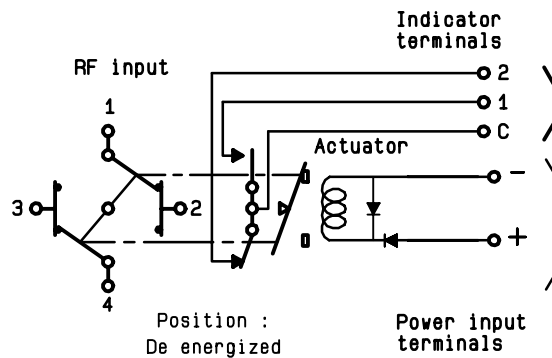 Indicator
terminals
RF input
2
1
1
C
Actuator
-
3
2
+
4
Position :
De energized
Power input
terminals